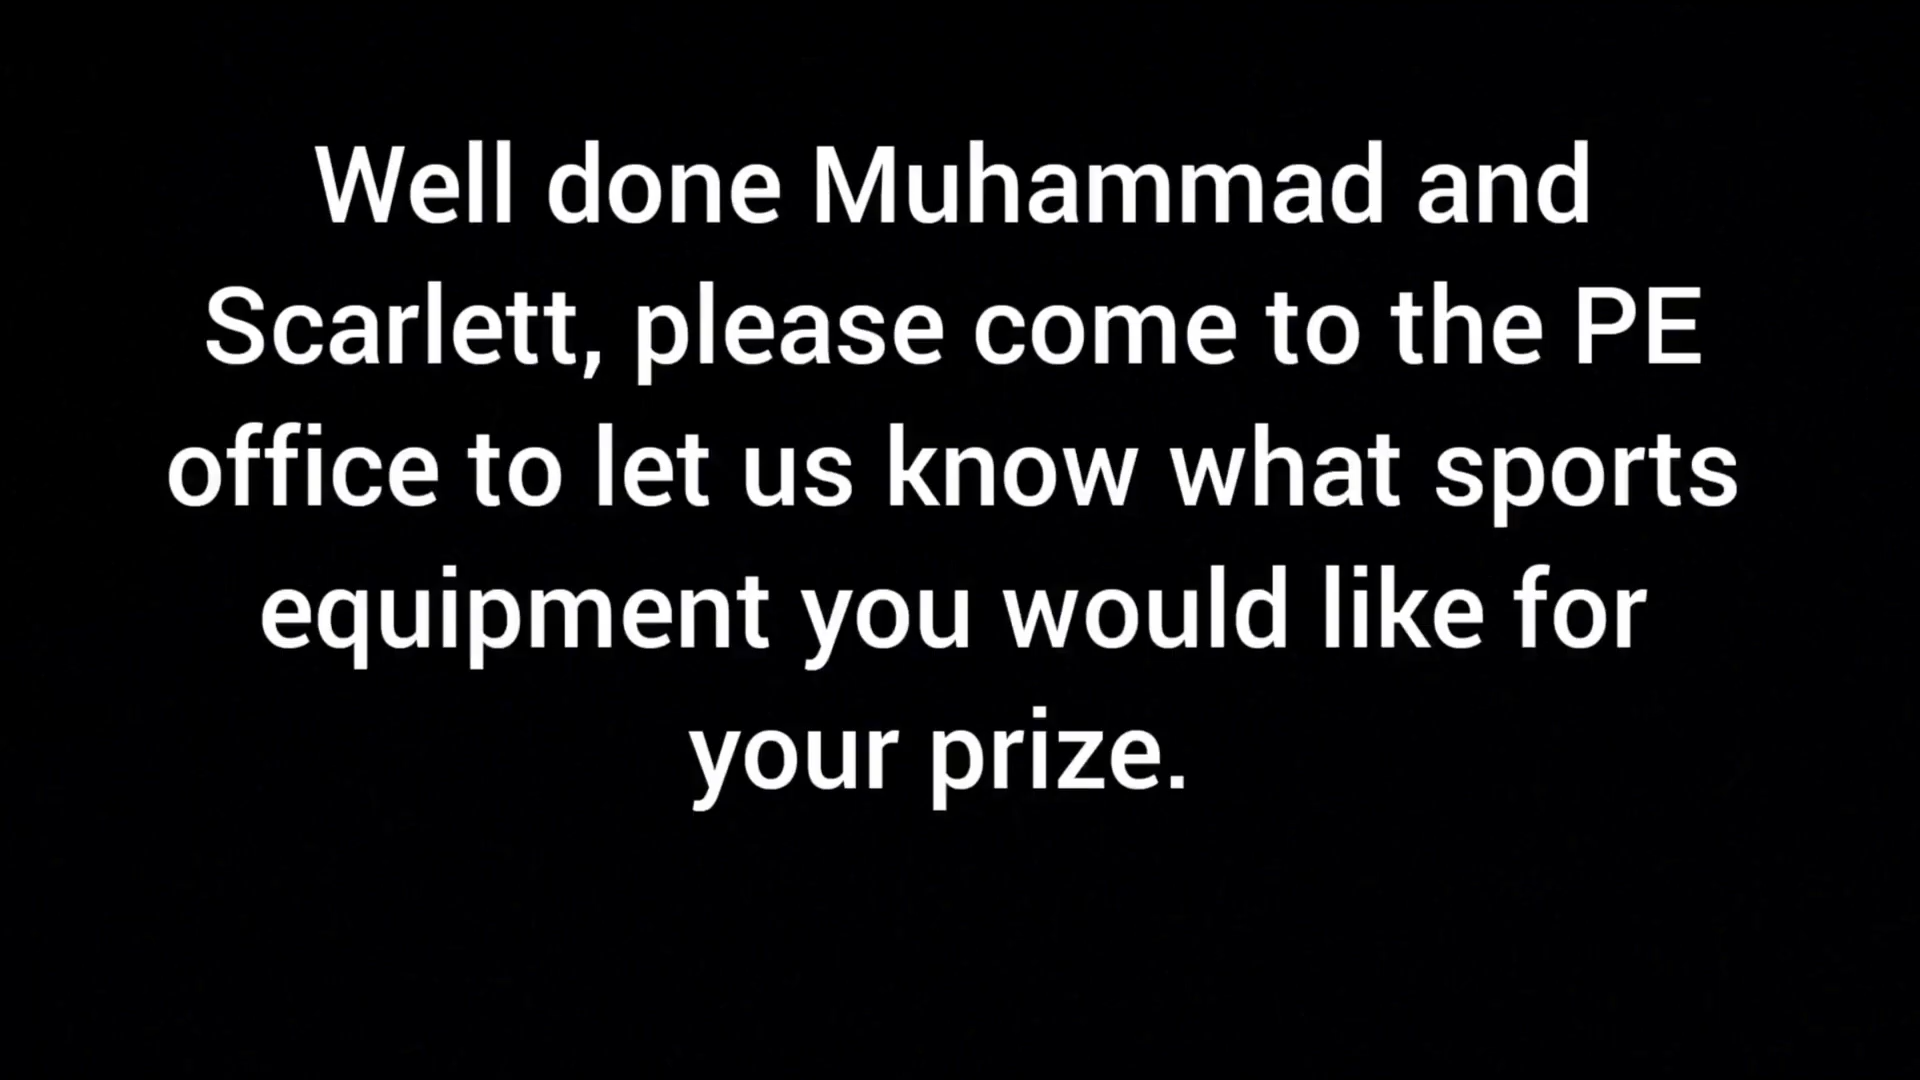 Well done Muhammad and
Scarlett, please come to the PE
office to let us know what sports
equipment you would like for
your prize.